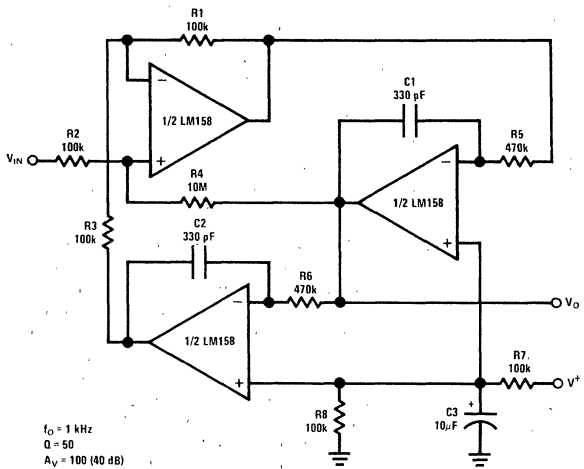 R1
100k
C1
330 pF
−
1/2 LM158
+
R2
100k
VIN
R5
470k
R4
10M
−
1/2 LM158
+
R3
100k
C2
330 pF
R6
470k
−
1/2 LM158
+
VO
R7
100k
V+
R8
100k
+
C3
10μF
fO = 1 kHz
Q = 50
AV = 100 (40 dB)